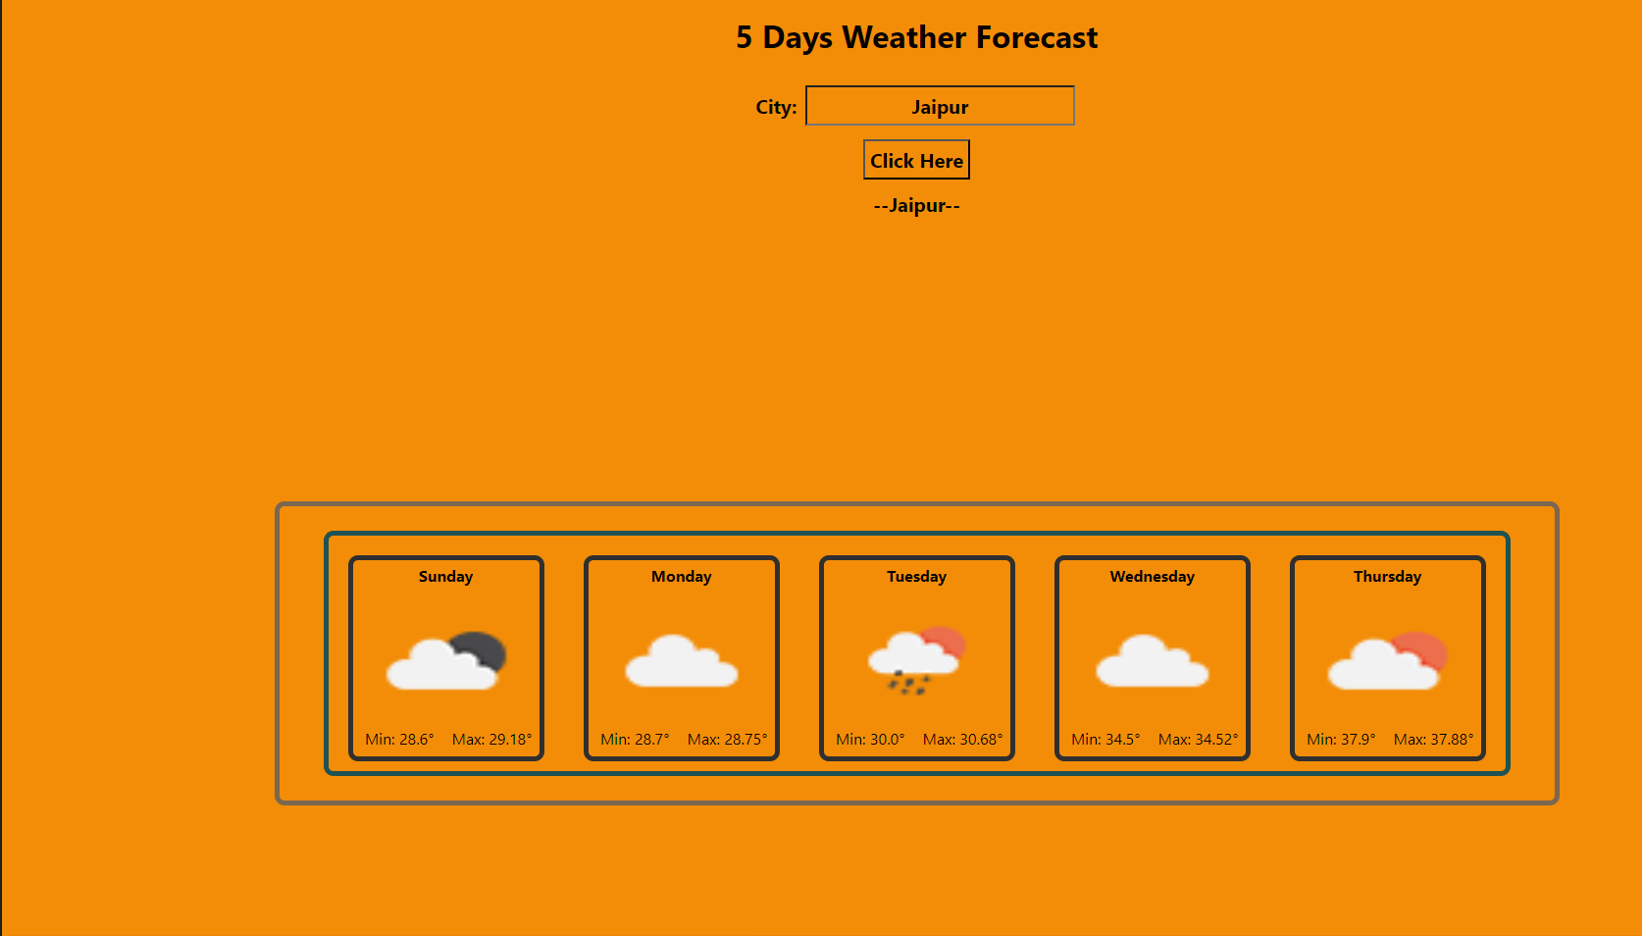 5 Days Weather Forecast
City: Jaipur
Click Here
--Jaipur--
Sunday
Min: 28.6° Max: 29.18°
Monday
Min: 28.7° Max: 28.75°
Tuesday
Min: 30.0° Max: 30.68°
Wednesday
Min: 34.5° Max: 34.52°
Thursday
Min: 37.9° Max: 37.88°